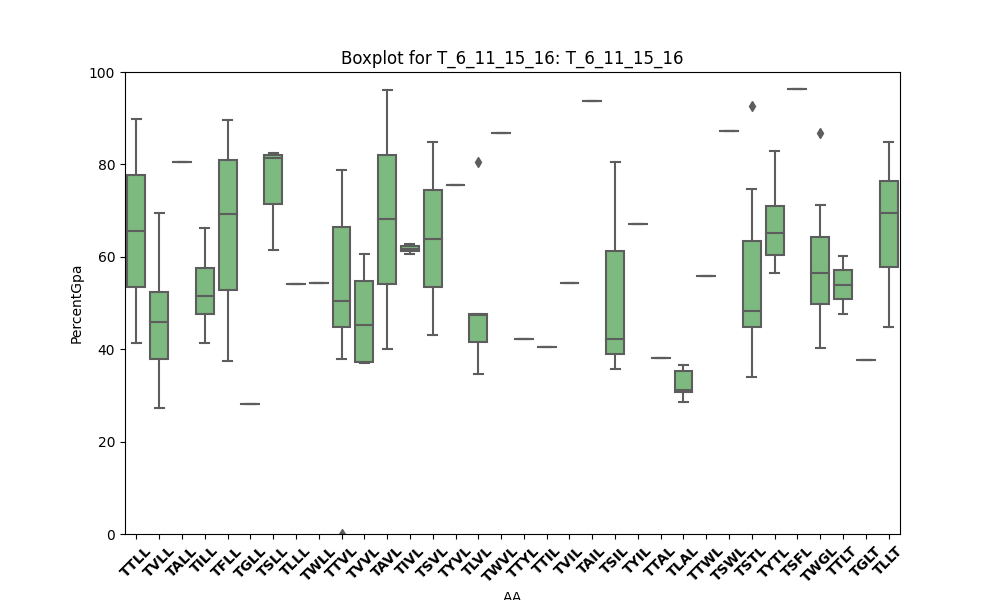 Boxplot for T_6_11_15_16: T_6_11_15_16
100
80
60
40
20
0
PercentGpa
TTLL TVLL TALL TILL TFLL TGLL TSLL TLLL TWLL TTVL TVVL TAVL TIVL TSVL TYVL TLVL TWVL TTYL TTIL TVIL TAIL TSIL TYIL TTAL TLAL TTWL TSWL TSTL TYTL TSFL TWGL TTLT TGLT TLLT
AA